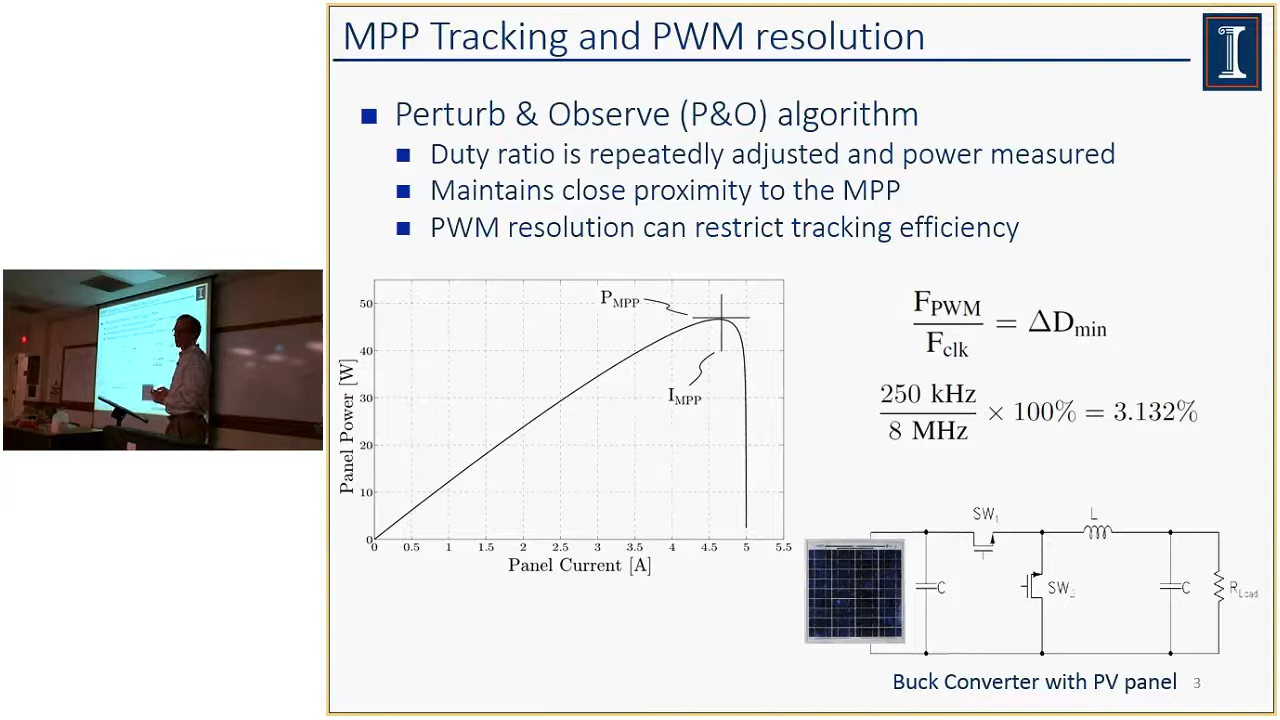 MPP Tracking and PWM resolution
I
Perturb & Observe (P&O) algorithm
Duty ratio is repeatedly adjusted and power measured
Maintains close proximity to the MPP
PWM resolution can restrict tracking efficiency
Panel Power [W]
50
40
30
20
10
0
P_MPP
I_MPP
0 0.5 1 1.5 2 2.5 3 3.5 4 4.5 5 5.5
Panel Current [A]
F_PWM / F_clk = ΔD_min
250 kHz / 8 MHz × 100% = 3.132%
SW₁
L
C
SW₂
C
R_Load
Buck Converter with PV panel
3